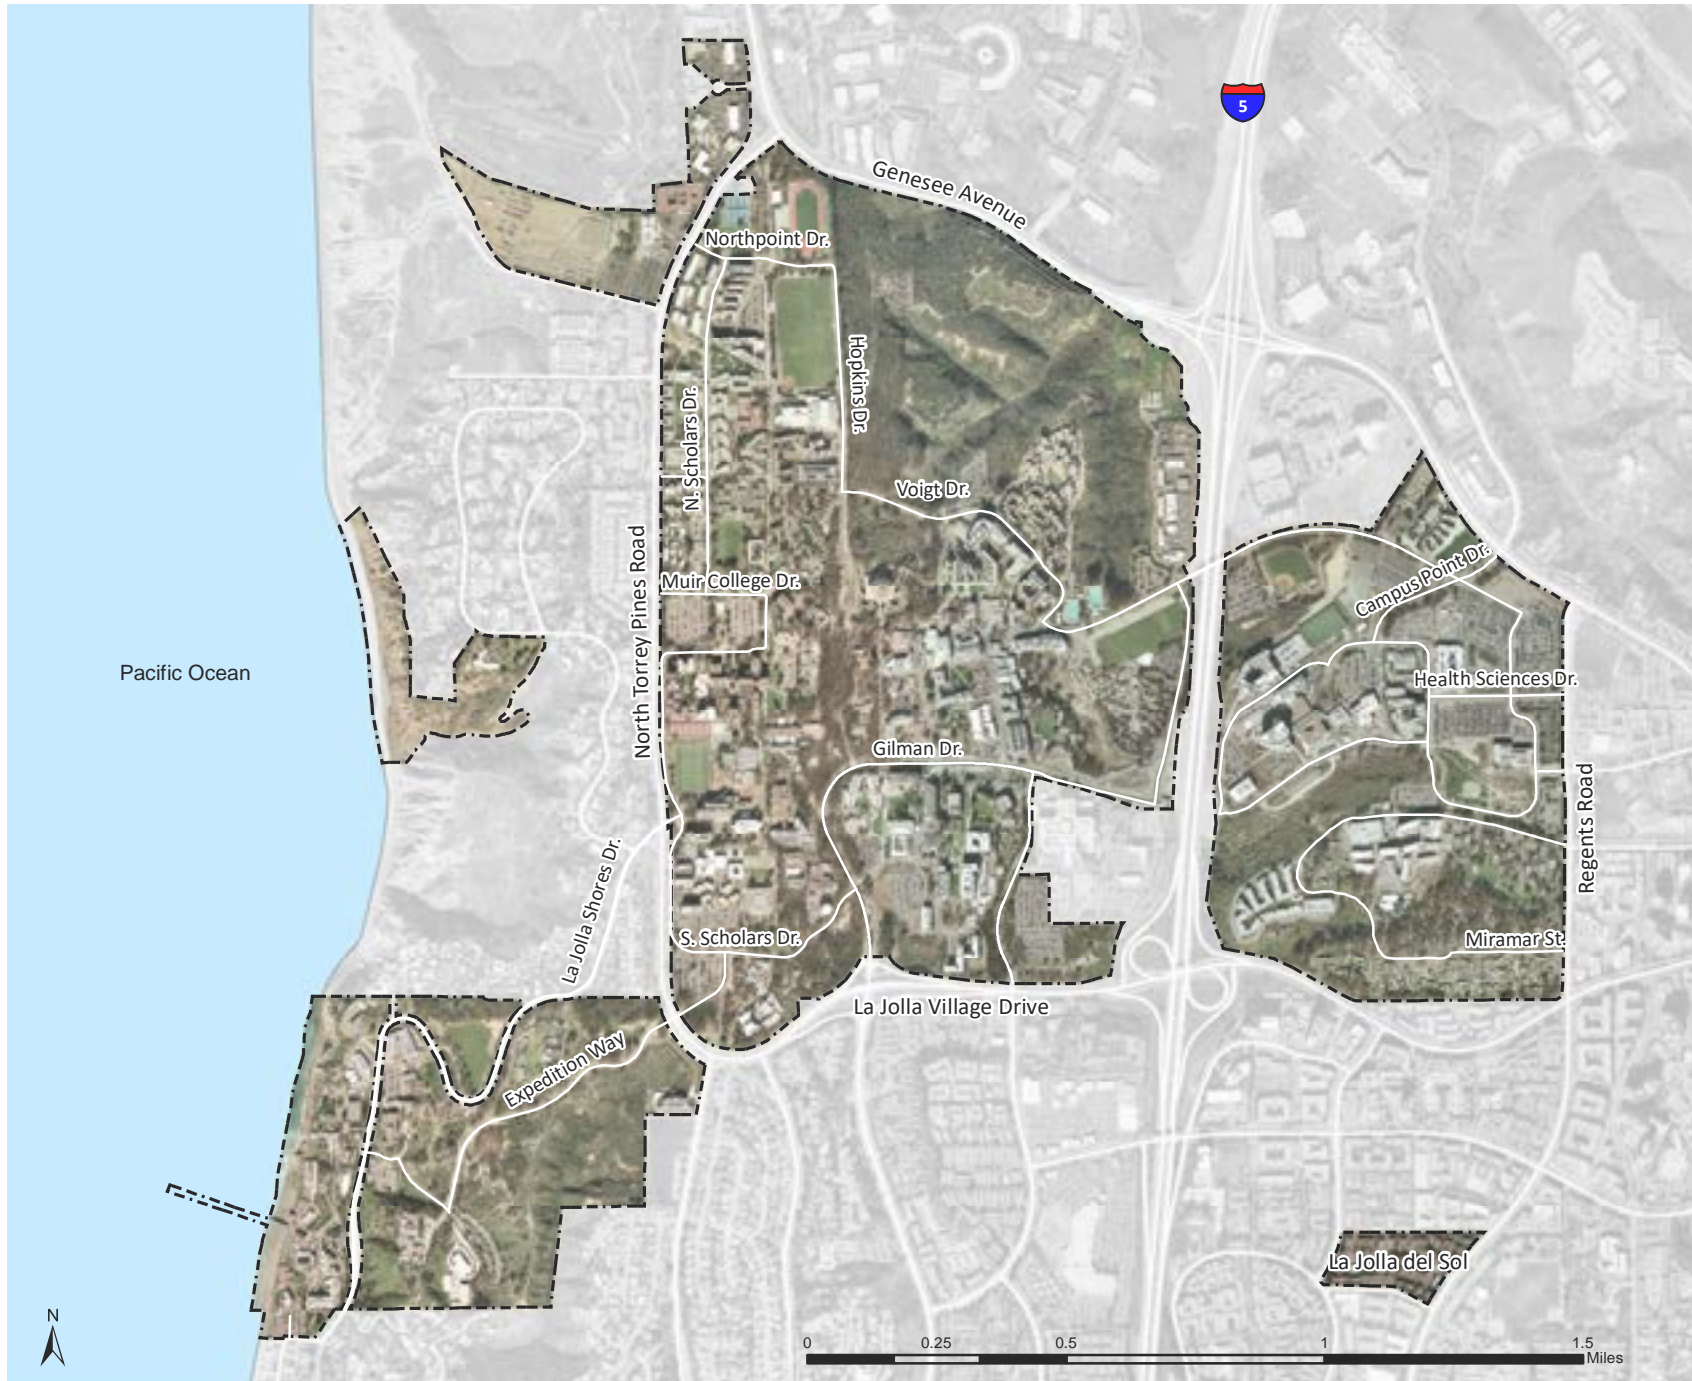 5
Genesee Avenue
Northpoint Dr.
Hopkins Dr.
N. Scholars Dr.
Voigt Dr.
Campus Point Dr.
Muir College Dr.
North Torrey Pines Road
Pacific Ocean
Health Sciences Dr.
Gilman Dr.
Regents Road
La Jolla Shores Dr.
S. Scholars Dr.
Miramar St.
La Jolla Village Drive
Expedition Way
La Jolla del Sol
N
0 0.25 0.5 1 1.5
Miles